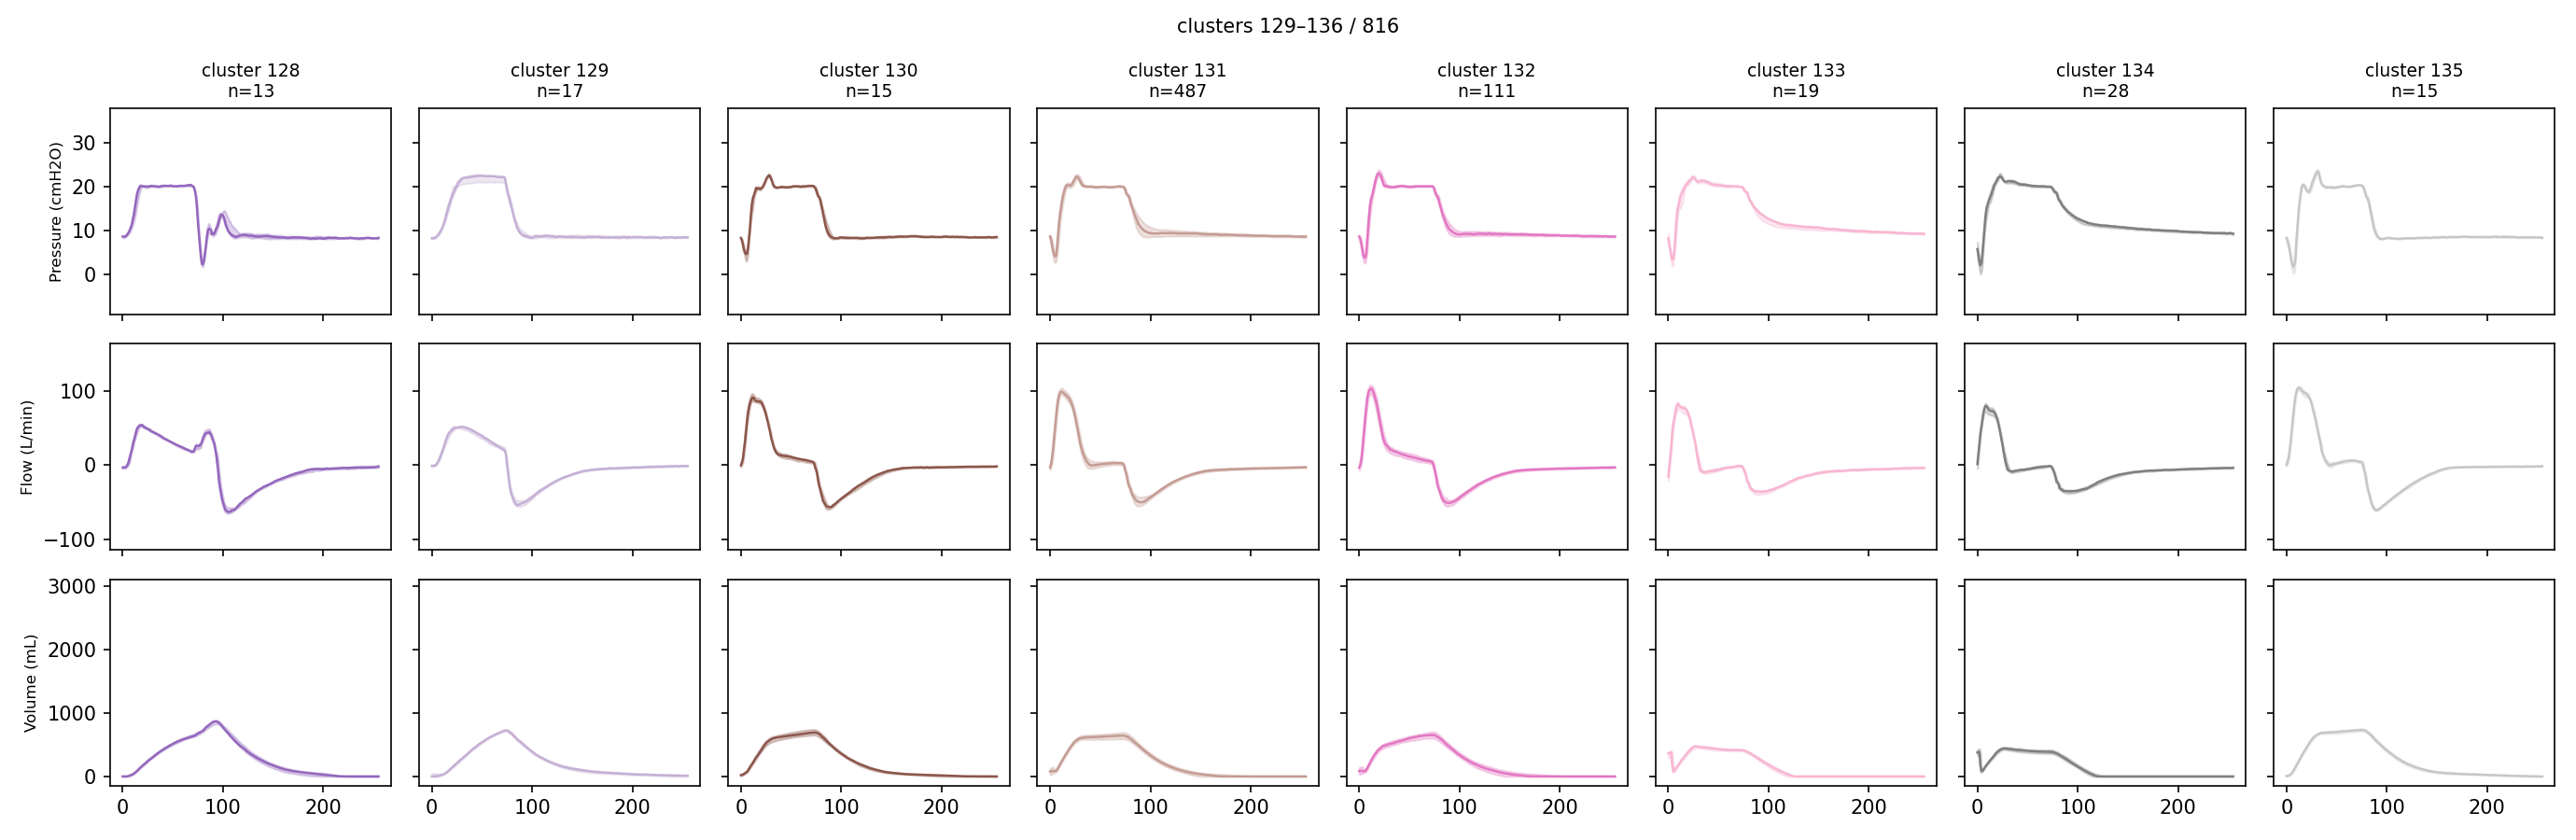 clusters 129–136 / 816
cluster 128
n=13
cluster 129
n=17
cluster 130
n=15
cluster 131
n=487
cluster 132
n=111
cluster 133
n=19
cluster 134
n=28
cluster 135
n=15
Pressure (cmH2O)
30
20
10
0
Flow (L/min)
100
0
−100
Volume (mL)
3000
2000
1000
0
0 100 200
0 100 200
0 100 200
0 100 200
0 100 200
0 100 200
0 100 200
0 100 200